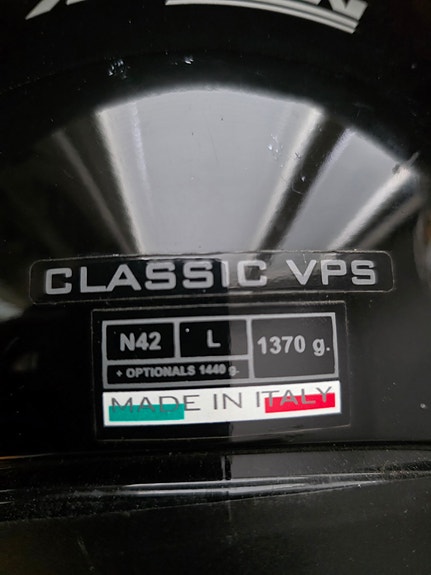 CLASSIC VPS
N42 L 1370 g.
+ OPTIONALS 1440 g.
MADE IN ITALY